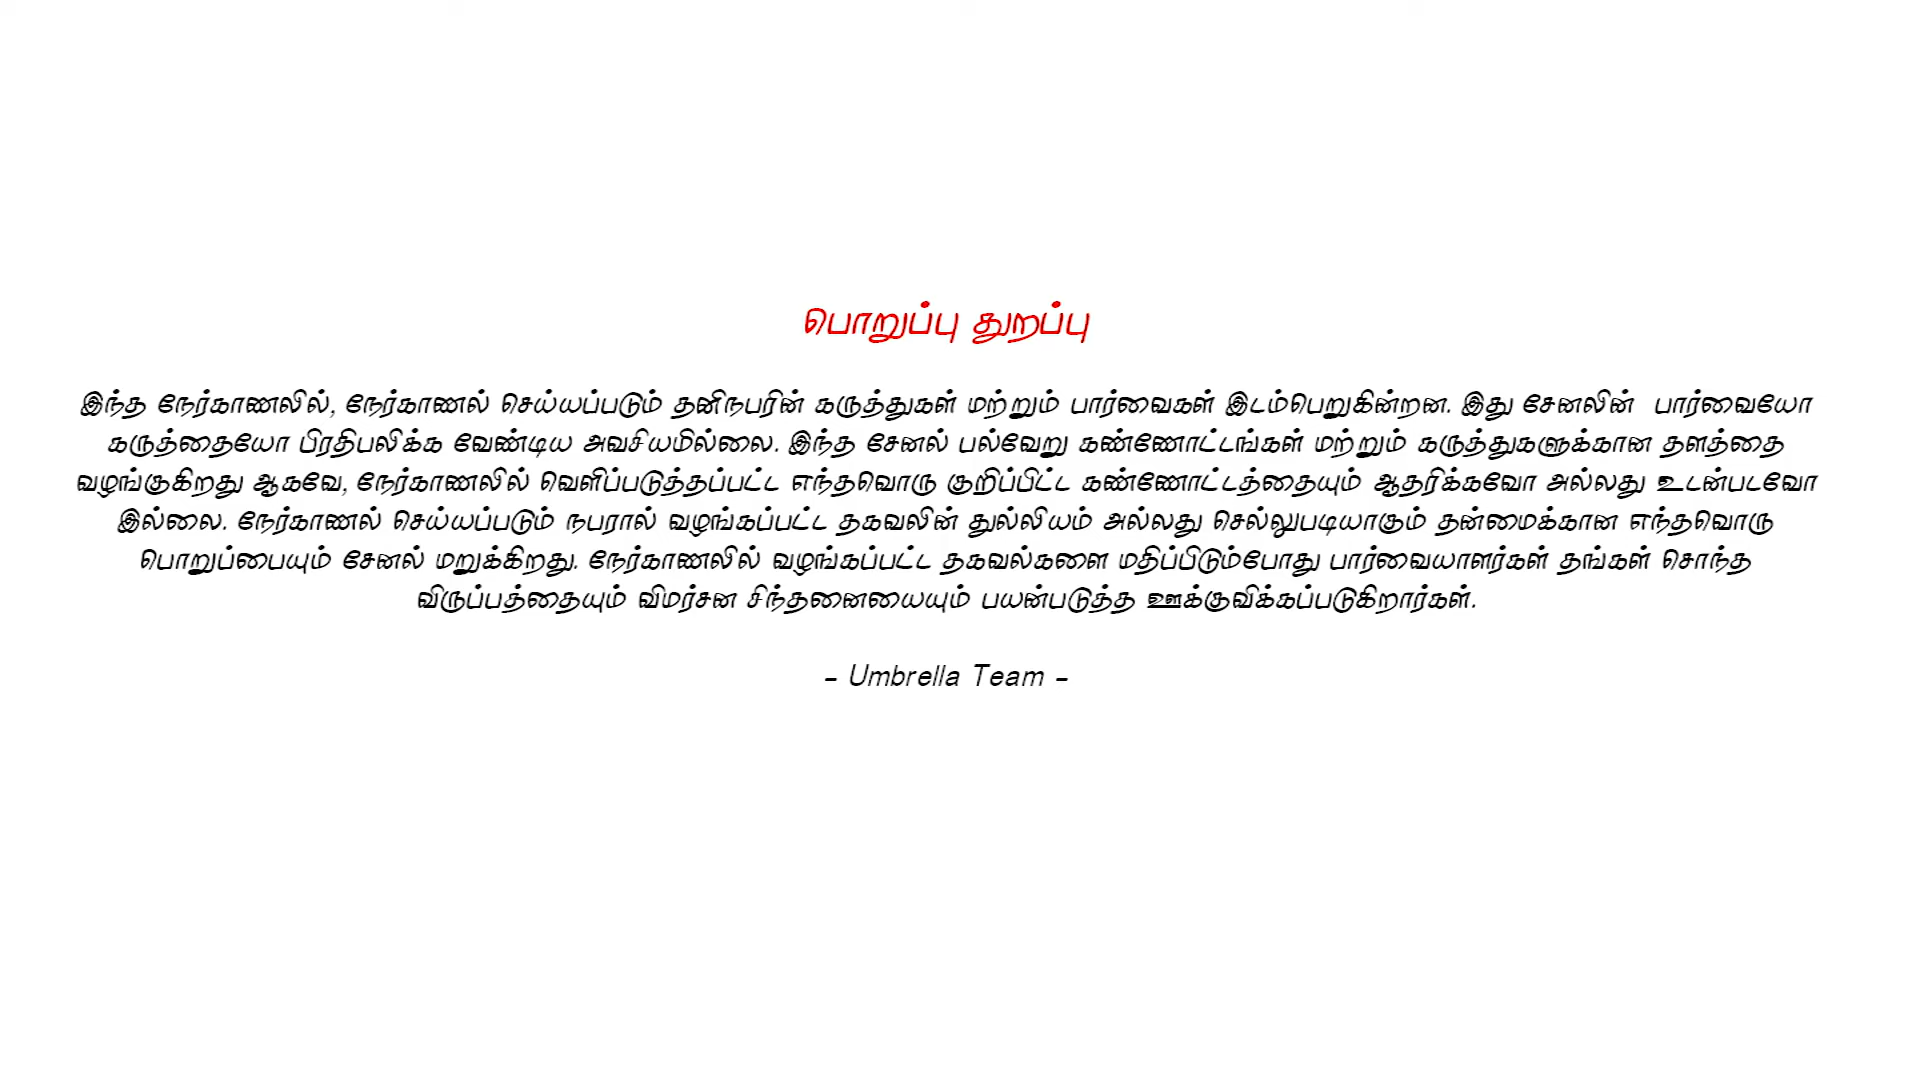 பொறுப்பு துறப்பு
இந்த நேர்காணலில், நேர்காணல் செய்யப்படும் தனிநபரின் கருத்துகள் மற்றும் பார்வைகள் இடம்பெறுகின்றன. இது சேனலின் பார்வையோ
கருத்தையோ பிரதிபலிக்க வேண்டிய அவசியமில்லை. இந்த சேனல் பல்வேறு கண்ணோட்டங்கள் மற்றும் கருத்துகளுக்கான தளத்தை
வழங்குகிறது ஆகவே, நேர்காணலில் வெளிப்படுத்தப்பட்ட எந்தவொரு குறிப்பிட்ட கண்ணோட்டத்தையும் ஆதரிக்கவோ அல்லது உடன்படவோ
இல்லை. நேர்காணல் செய்யப்படும் நபரால் வழங்கப்பட்ட தகவலின் துல்லியம் அல்லது செல்லுபடியாகும் தன்மைக்கான எந்தவொரு
பொறுப்பையும் சேனல் மறுக்கிறது. நேர்காணலில் வழங்கப்பட்ட தகவல்களை மதிப்பிடும்போது பார்வையாளர்கள் தங்கள் சொந்த
விருப்பத்தையும் விமர்சன சிந்தனையையும் பயன்படுத்த ஊக்குவிக்கப்படுகிறார்கள்.
- Umbrella Team -